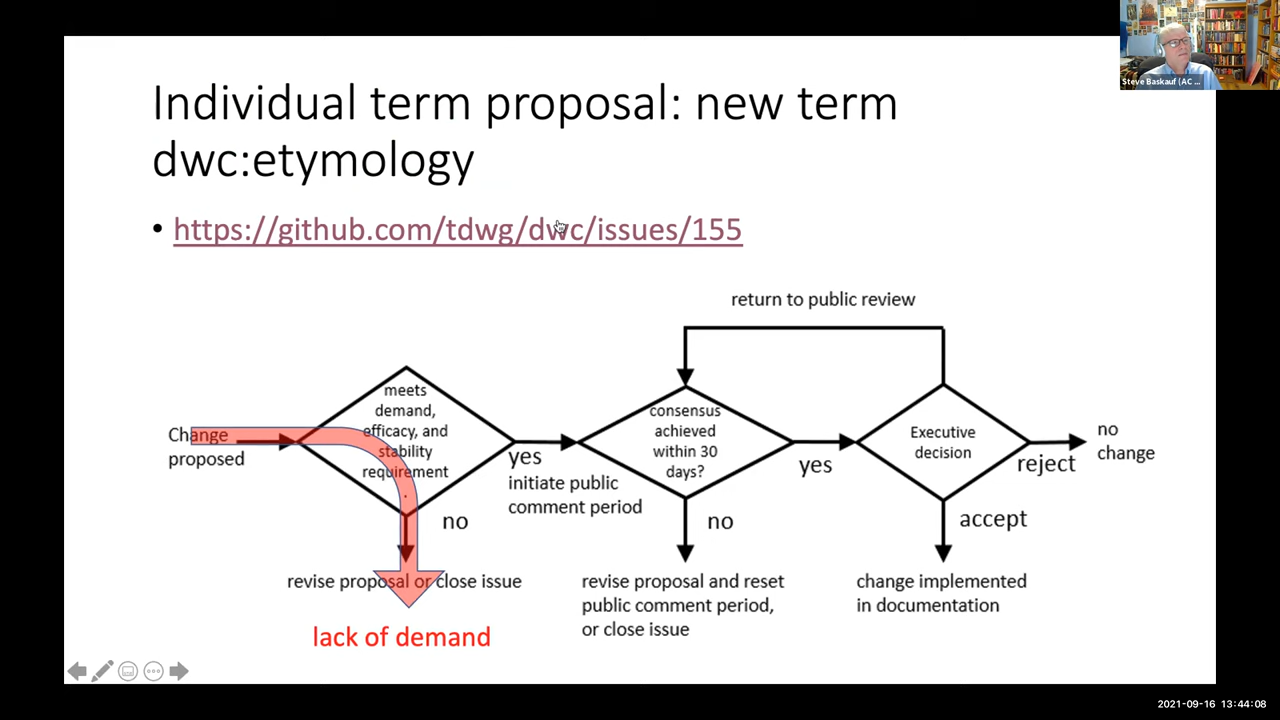 Steve Baskauf (AC ...
Individual term proposal: new term
dwc:etymology
• https://github.com/tdwg/dwc/issues/155
return to public review
Change
proposed
meets
demand,
efficacy, and
stability
requirement
.
no
revise proposal or close issue
lack of demand
yes
initiate public
comment period
consensus
achieved
within 30
days?
no
revise proposal and reset
public comment period,
or close issue
yes
Executive
decision
accept
change implemented
in documentation
reject
no
change
2021-09-16 13:44:08